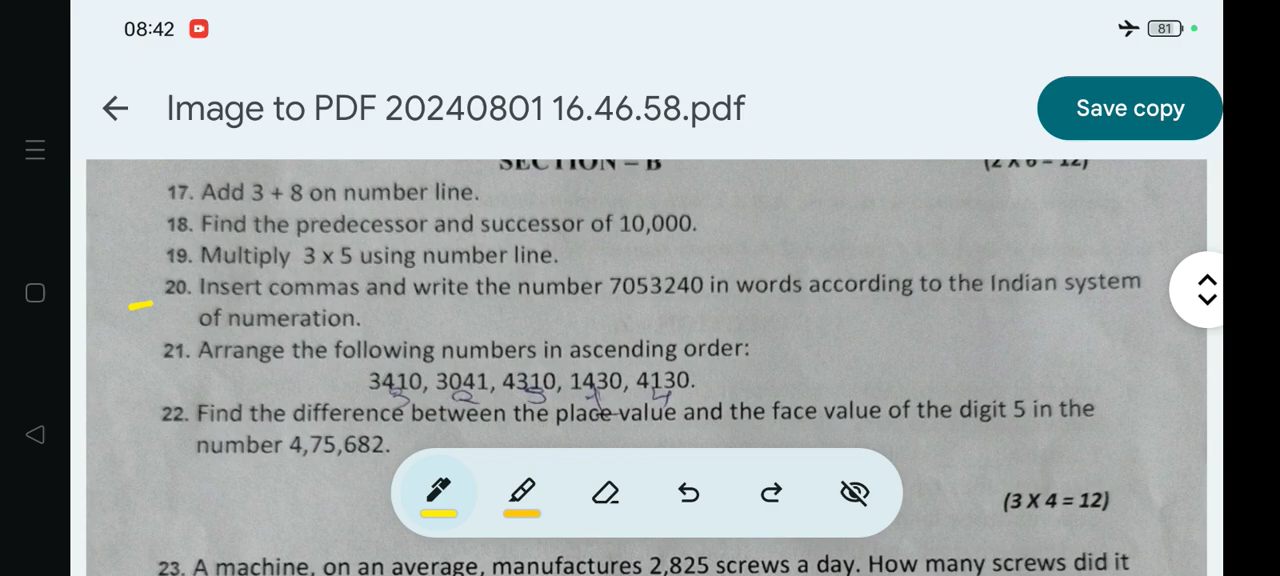 08:42
81
Image to PDF 20240801 16.46.58.pdf
Save copy
SECTION – B (2 X 6 = 12)
17. Add 3 + 8 on number line.
18. Find the predecessor and successor of 10,000.
19. Multiply 3 x 5 using number line.
20. Insert commas and write the number 7053240 in words according to the Indian system
of numeration.
21. Arrange the following numbers in ascending order:
3410, 3041, 4310, 1430, 4130.
3 2 5 1 4
22. Find the difference between the place value and the face value of the digit 5 in the
number 4,75,682.
(3 X 4 = 12)
23. A machine, on an average, manufactures 2,825 screws a day. How many screws did it